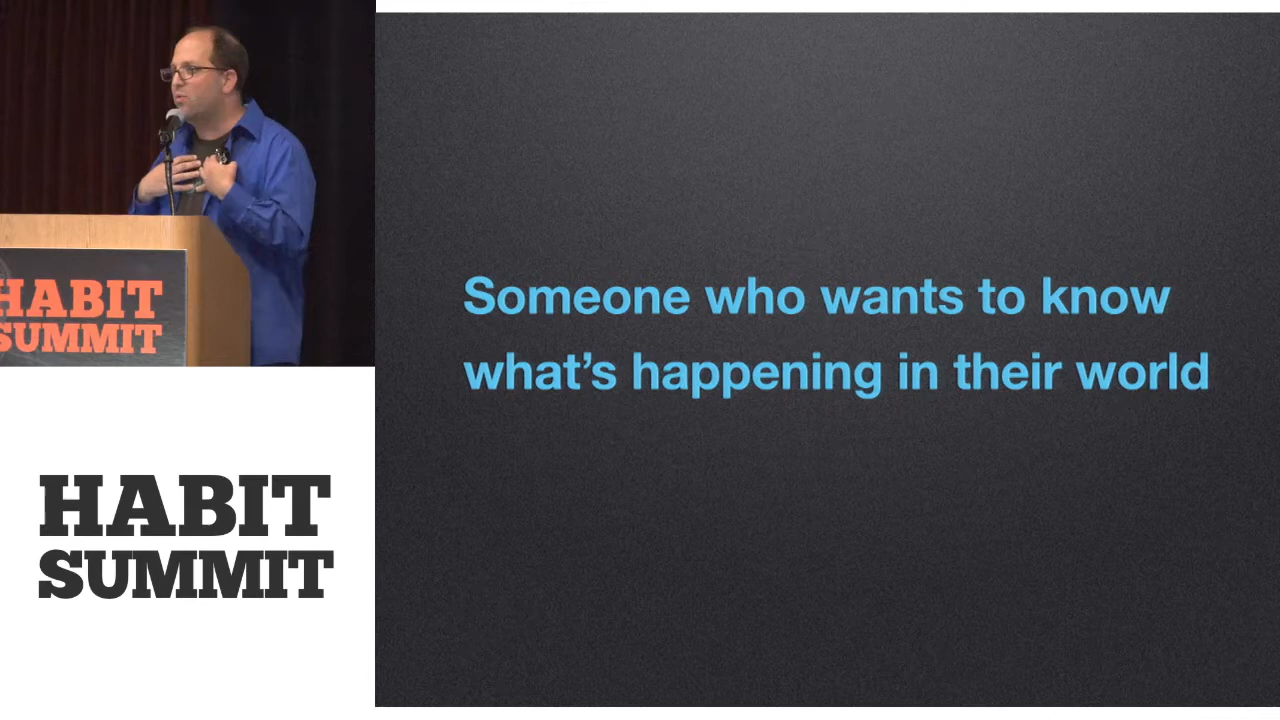 HABIT
SUMMIT
HABIT
SUMMIT
Someone who wants to know
what's happening in their world